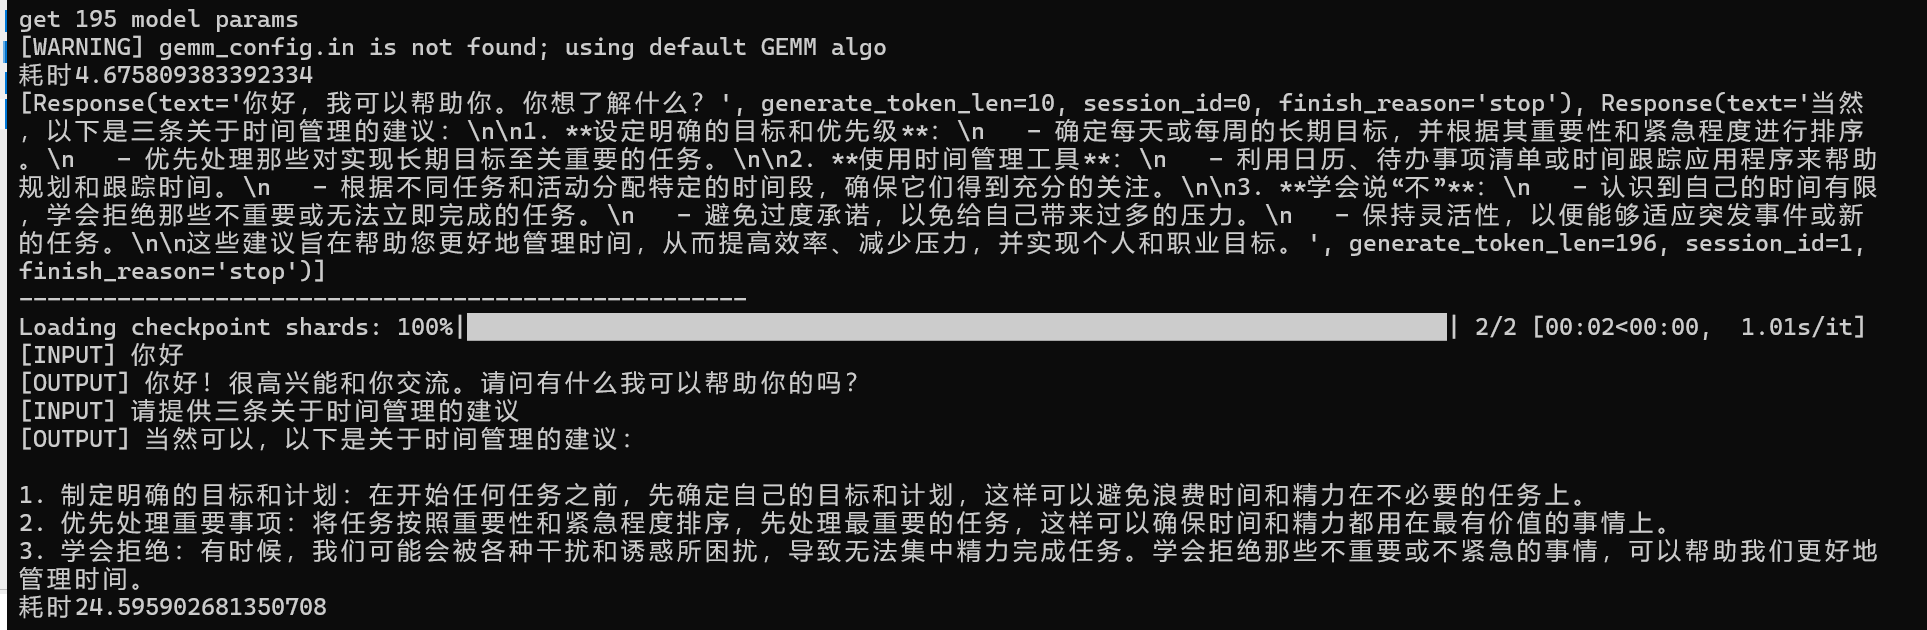 get 195 model params
[WARNING] gemm_config.in is not found; using default GEMM algo
耗时4.675809383392334
[Response(text='你好，我可以帮助你。你想了解什么？', generate_token_len=10, session_id=0, finish_reason='stop'), Response(text='当然
，以下是三条关于时间管理的建议：\n\n1. **设定明确的目标和优先级**：\n   - 确定每天或每周的长期目标，并根据其重要性和紧急程度进行排序
。\n   - 优先处理那些对实现长期目标至关重要的任务。\n\n2. **使用时间管理工具**：\n   - 利用日历、待办事项清单或时间跟踪应用程序来帮助
规划和跟踪时间。\n   - 根据不同任务和活动分配特定的时间段，确保它们得到充分的关注。\n\n3. **学会说“不”**：\n   - 认识到自己的时间有限
，学会拒绝那些不重要或无法立即完成的任务。\n   - 避免过度承诺，以免给自己带来过多的压力。\n   - 保持灵活性，以便能够适应突发事件或新
的任务。\n\n这些建议旨在帮助您更好地管理时间，从而提高效率、减少压力，并实现个人和职业目标。', generate_token_len=196, session_id=1,
finish_reason='stop')]
----------------------------------------------------
Loading checkpoint shards: 100%|██████████| 2/2 [00:02<00:00,  1.01s/it]
[INPUT] 你好
[OUTPUT] 你好！很高兴能和你交流。请问有什么我可以帮助你的吗？
[INPUT] 请提供三条关于时间管理的建议
[OUTPUT] 当然可以，以下是关于时间管理的建议：
1. 制定明确的目标和计划：在开始任何任务之前，先确定自己的目标和计划，这样可以避免浪费时间和精力在不必要的任务上。
2. 优先处理重要事项：将任务按照重要性和紧急程度排序，先处理最重要的任务，这样可以确保时间和精力都用在最有价值的事情上。
3. 学会拒绝：有时候，我们可能会被各种干扰和诱惑所困扰，导致无法集中精力完成任务。学会拒绝那些不重要或不紧急的事情，可以帮助我们更好地
管理时间。
耗时24.595902681350708